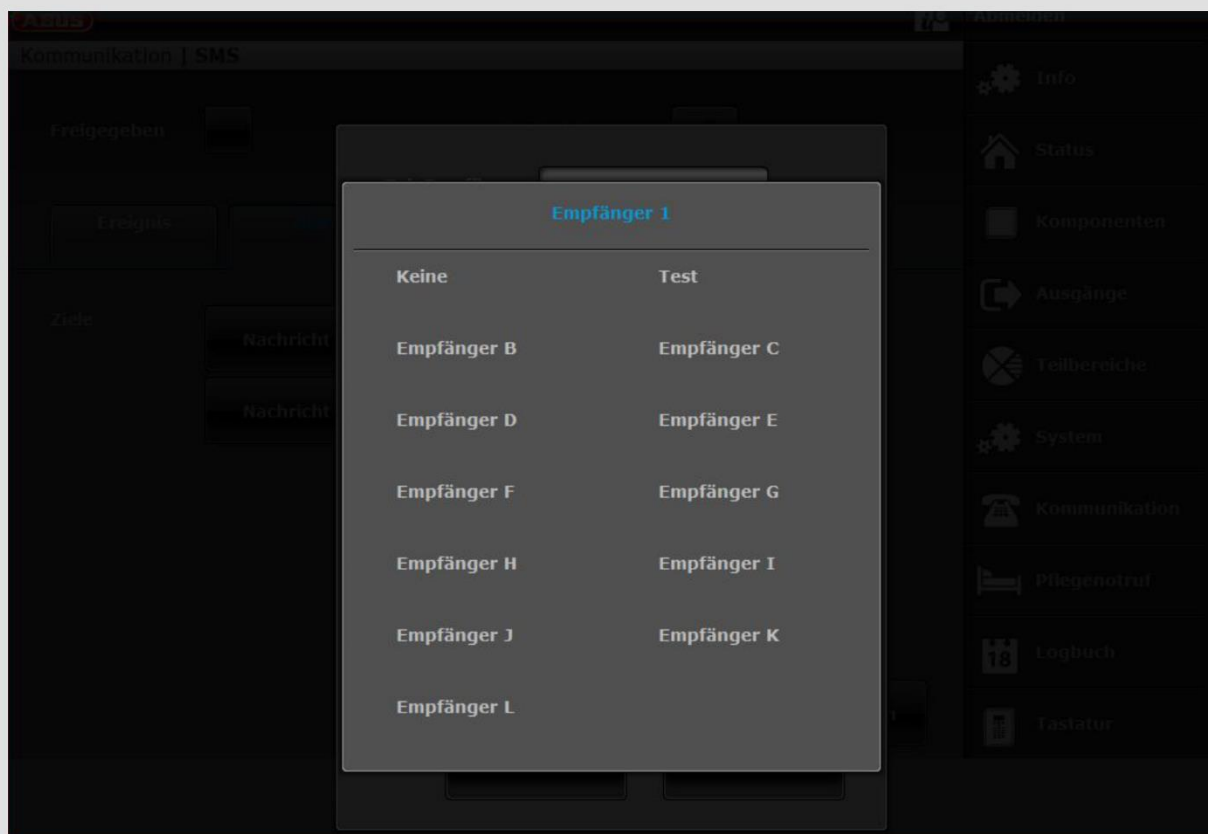 ABUS
Abmelden
Kommunikation | SMS
Info
Freigegeben
Status
Empfänger 1
Ereignis
Komponenten
Keine Test
Ausgänge
Ziele
Nachricht
Empfänger B Empfänger C
Teilbereiche
Nachricht
Empfänger D Empfänger E
System
Empfänger F Empfänger G
Kommunikation
Empfänger H Empfänger I
Pflegenotruf
Empfänger J Empfänger K
Logbuch
18
Empfänger L
Tastatur